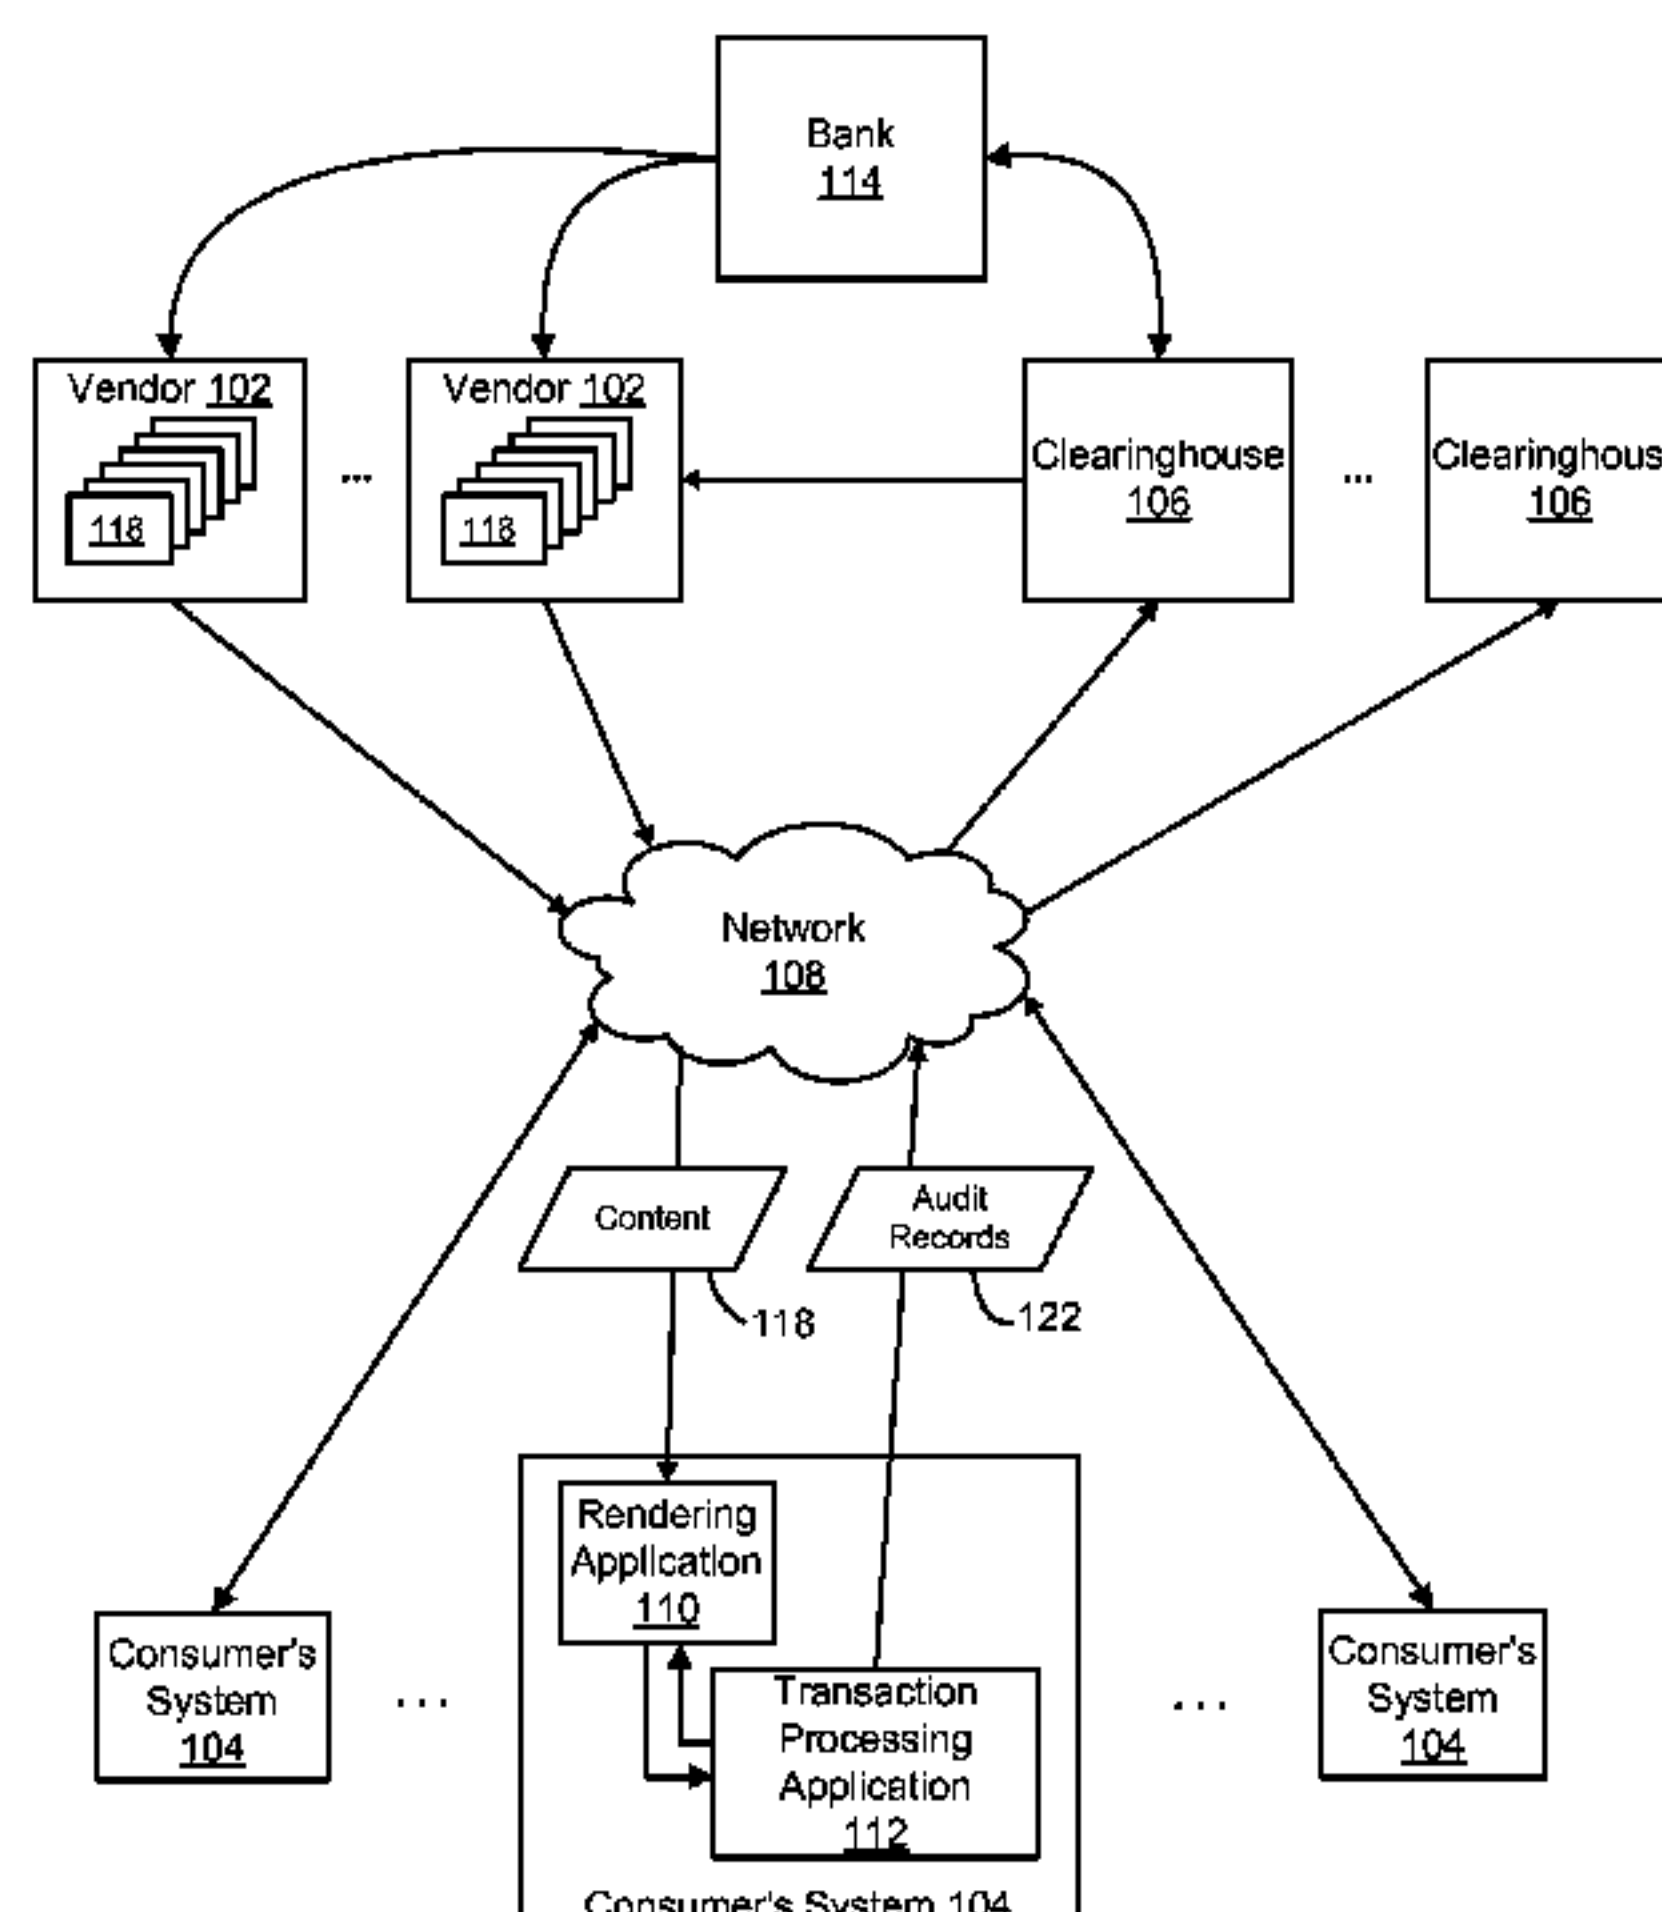 Bank
114
Vendor 102
118
...
Vendor 102
118
Clearinghouse
106
...
Clearinghous
106
Network
108
Content
118
Audit
Records
122
Rendering
Application
110
Transaction
Processing
Application
112
Consumer's System 104
Consumer's
System
104
...
...
Consumer's
System
104